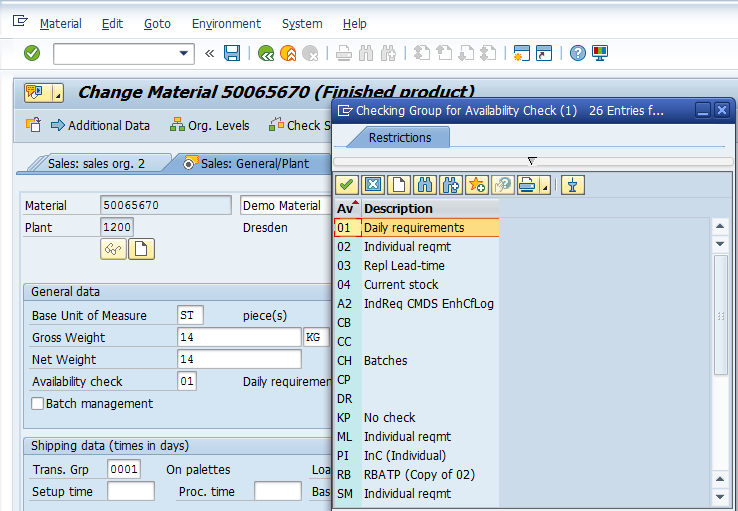 Material Edit Goto Environment System Help
Change Material 50065670 (Finished product)
Additional Data Org. Levels Check S
Sales: sales org. 2 Sales: General/Plant
Material 50065670 Demo Material
Plant 1200 Dresden
General data
Base Unit of Measure ST piece(s)
Gross Weight 14 KG
Net Weight 14
Availability check 01 Daily requiremen
Batch management
Shipping data (times in days)
Trans. Grp 0001 On palettes Loa
Setup time Proc. time Base
Checking Group for Availability Check (1) 26 Entries f...
Restrictions
Av Description
01 Daily requirements
02 Individual reqmt
03 Repl Lead-time
04 Current stock
A2 IndReq CMDS EnhCfLog
CB
CC
CH Batches
CP
DR
KP No check
ML Individual reqmt
PI InC (Individual)
RB RBATP (Copy of 02)
SM Individual reqmt